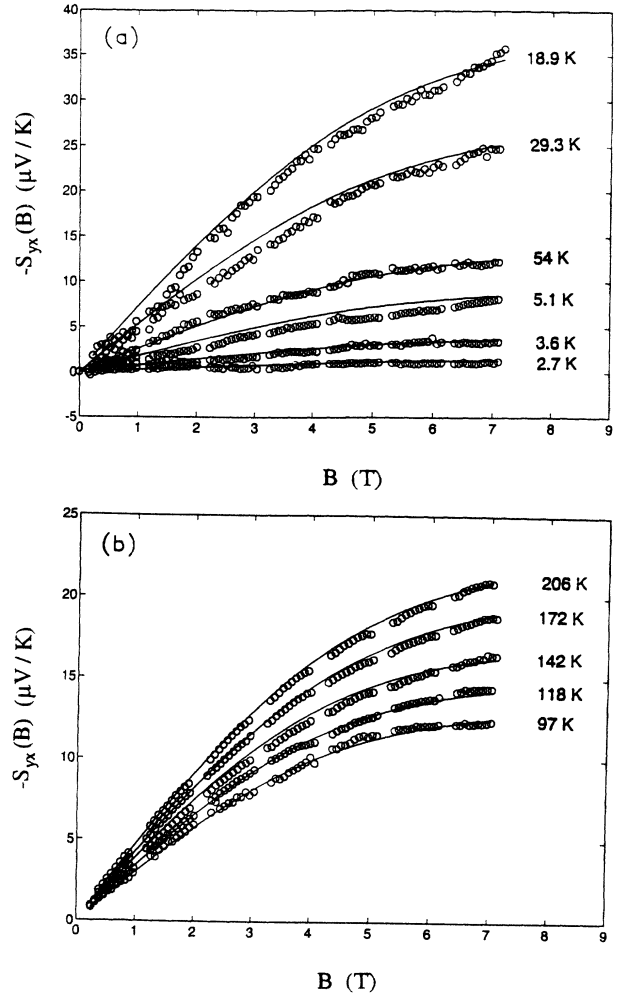 40
(a)
35
18.9 K
30
25
29.3 K
20
15
54 K
10
5.1 K
5
3.6 K
0
2.7 K
-5
0 1 2 3 4 5 6 7 8 9
-Syx(B) (μV / K)
B (T)
25
(b)
20
206 K
172 K
15
142 K
118 K
10
97 K
5
0
0 1 2 3 4 5 6 7 8 9
-Syx(B) (μV / K)
B (T)